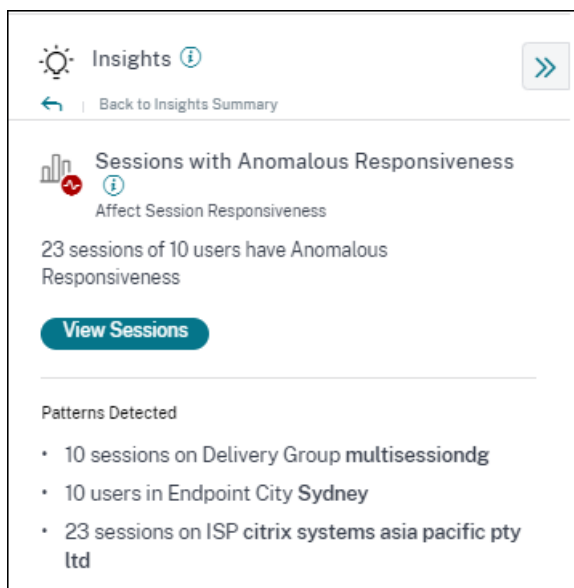 Insights
Back to Insights Summary
Sessions with Anomalous Responsiveness
Affect Session Responsiveness
23 sessions of 10 users have Anomalous
Responsiveness
View Sessions
Patterns Detected
• 10 sessions on Delivery Group multisessiondg
• 10 users in Endpoint City Sydney
• 23 sessions on ISP citrix systems asia pacific pty
ltd